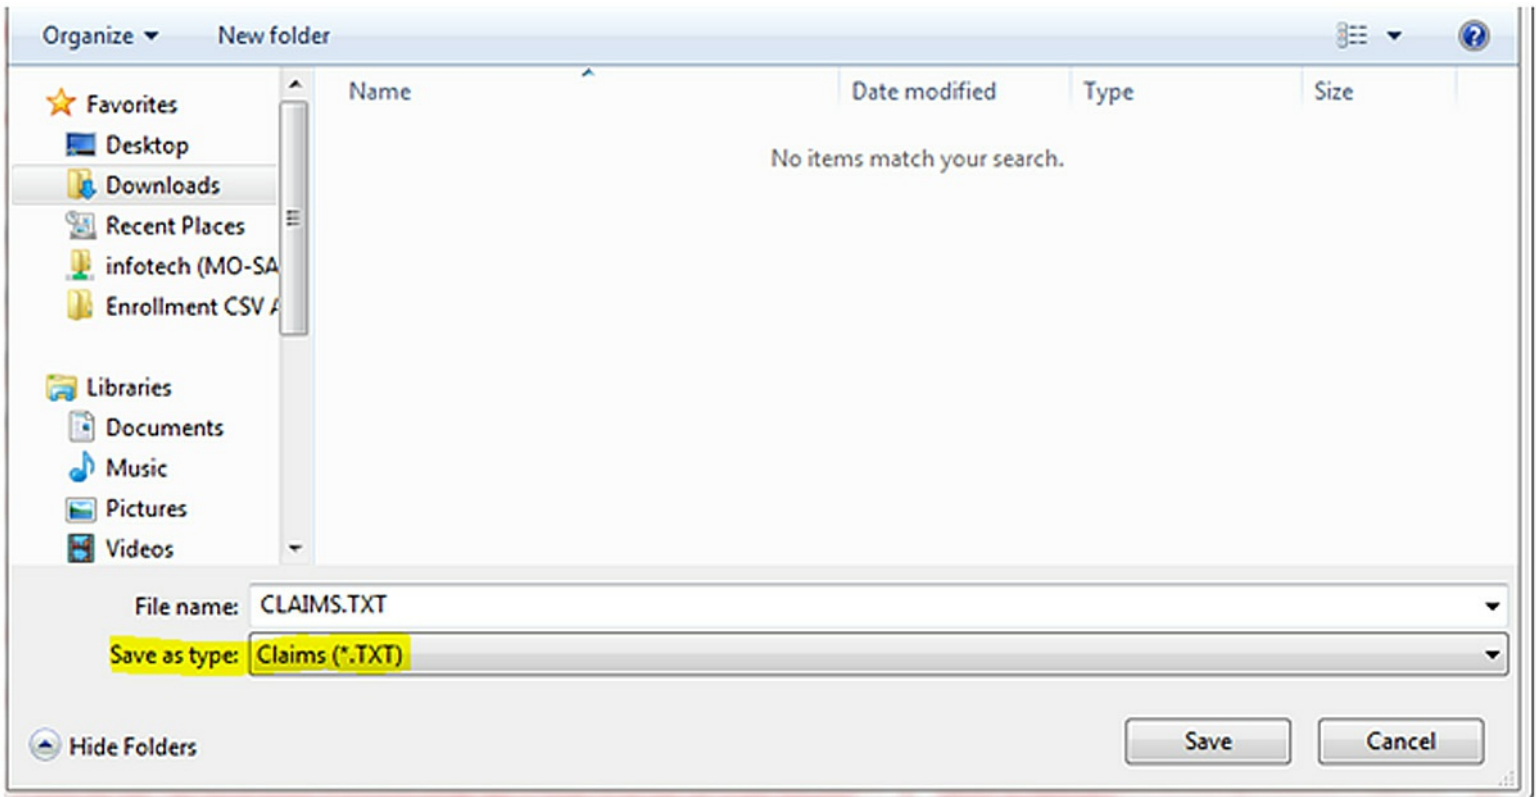 Organize New folder
Name Date modified Type Size
No items match your search.
Favorites
Desktop
Downloads
Recent Places
infotech (MO-SA
Enrollment CSV
Libraries
Documents
Music
Pictures
Videos
File name: CLAIMS.TXT
Save as type: Claims (*.TXT)
Hide Folders Save Cancel